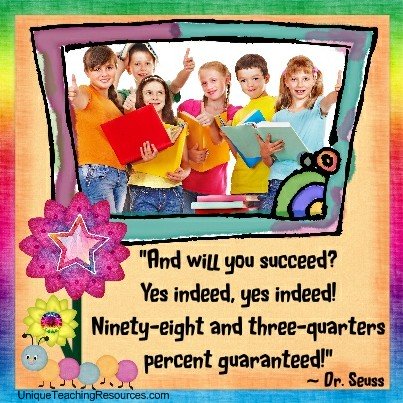 "And will you succeed?
Yes indeed, yes indeed!
Ninety-eight and three-quarters
percent guaranteed!"
~ Dr. Seuss
UniqueTeachingResources.com